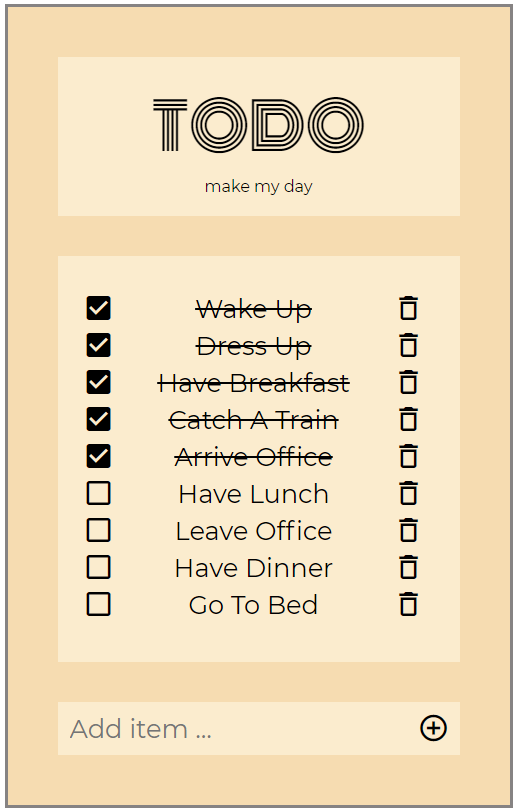 TODO
make my day
Wake Up
Dress Up
Have Breakfast
Catch A Train
Arrive Office
Have Lunch
Leave Office
Have Dinner
Go To Bed
Add item ...